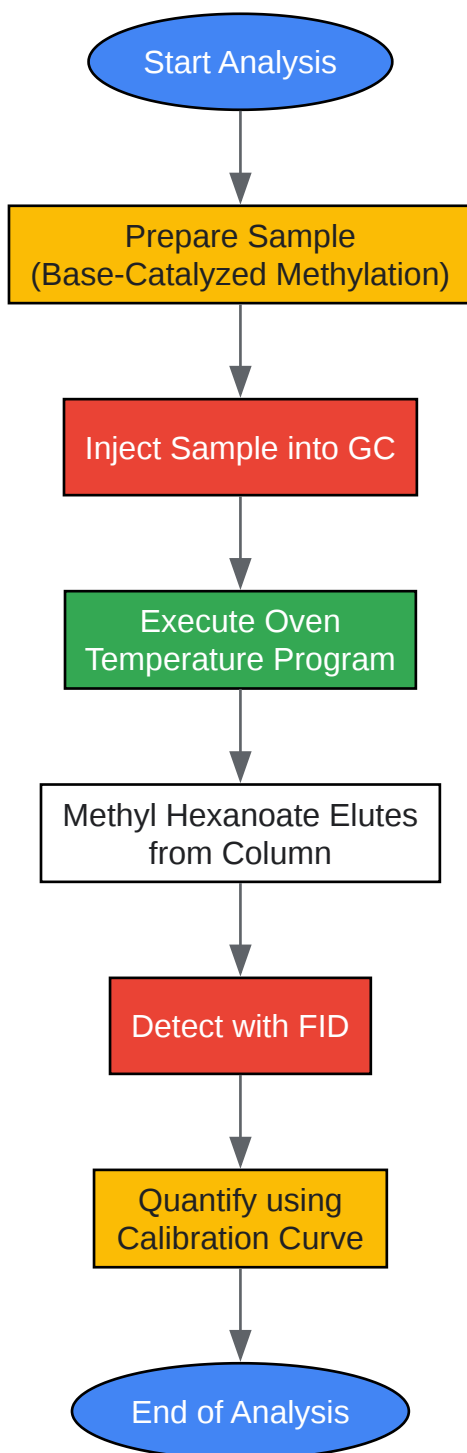 Start Analysis
Prepare Sample
(Base-Catalyzed Methylation)
Inject Sample into GC
Execute Oven
Temperature Program
Methyl Hexanoate Elutes
from Column
Detect with FID
Quantify using
Calibration Curve
End of Analysis